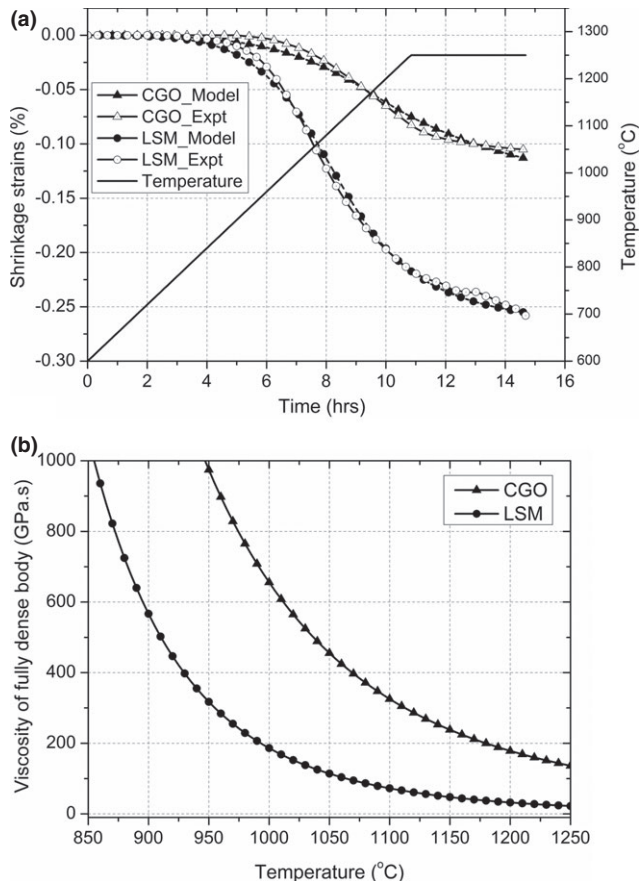 (a)
0.00
-0.05
-0.10
-0.15
-0.20
-0.25
-0.30
Shrinkage strains (%)
CGO_Model
CGO_Expt
LSM_Model
LSM_Expt
Temperature
1300
1200
1100
1000
900
800
700
600
Temperature (°C)
0 2 4 6 8 10 12 14 16
Time (hrs)
(b)
1000
800
600
400
200
0
Viscosity of fully dense body (GPa.s)
CGO
LSM
850 900 950 1000 1050 1100 1150 1200 1250
Temperature (°C)